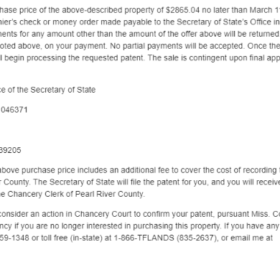 hase price of the above-described property of $2865.04 no later than March 1
hier's check or money order made payable to the Secretary of State's Office in
ments for any amount other than the amount of the offer above will be returned
oted above, on your payment. No partial payments will be accepted. Once the
l begin processing the requested patent. The sale is contingent upon final app
ce of the Secretary of State
046371
39205
bove purchase price includes an additional fee to cover the cost of recording
r County. The Secretary of State will file the patent for you, and you will receive
he Chancery Clerk of Pearl River County.
consider an action in Chancery Court to confirm your patent, pursuant Miss. Co
ncy if you are no longer interested in purchasing this property. If you have any
59-1348 or toll free (in-state) at 1-866-TFLANDS (835-2637), or email me at